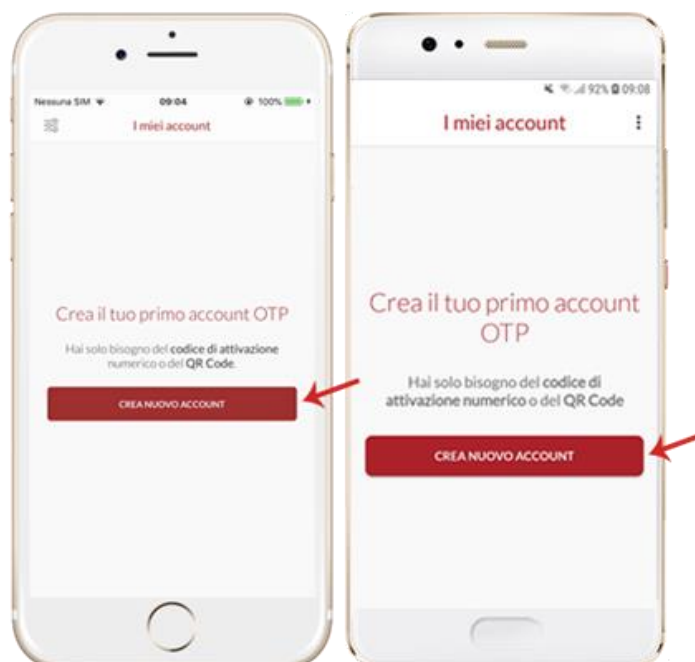 Nessuna SIM 09:04 100%
I miei account
Crea il tuo primo account OTP
Hai solo bisogno del codice di attivazione
numerico o del QR Code.
CREA NUOVO ACCOUNT
92% 09:08
I miei account
Crea il tuo primo account
OTP
Hai solo bisogno del codice di
attivazione numerico o del QR Code
CREA NUOVO ACCOUNT